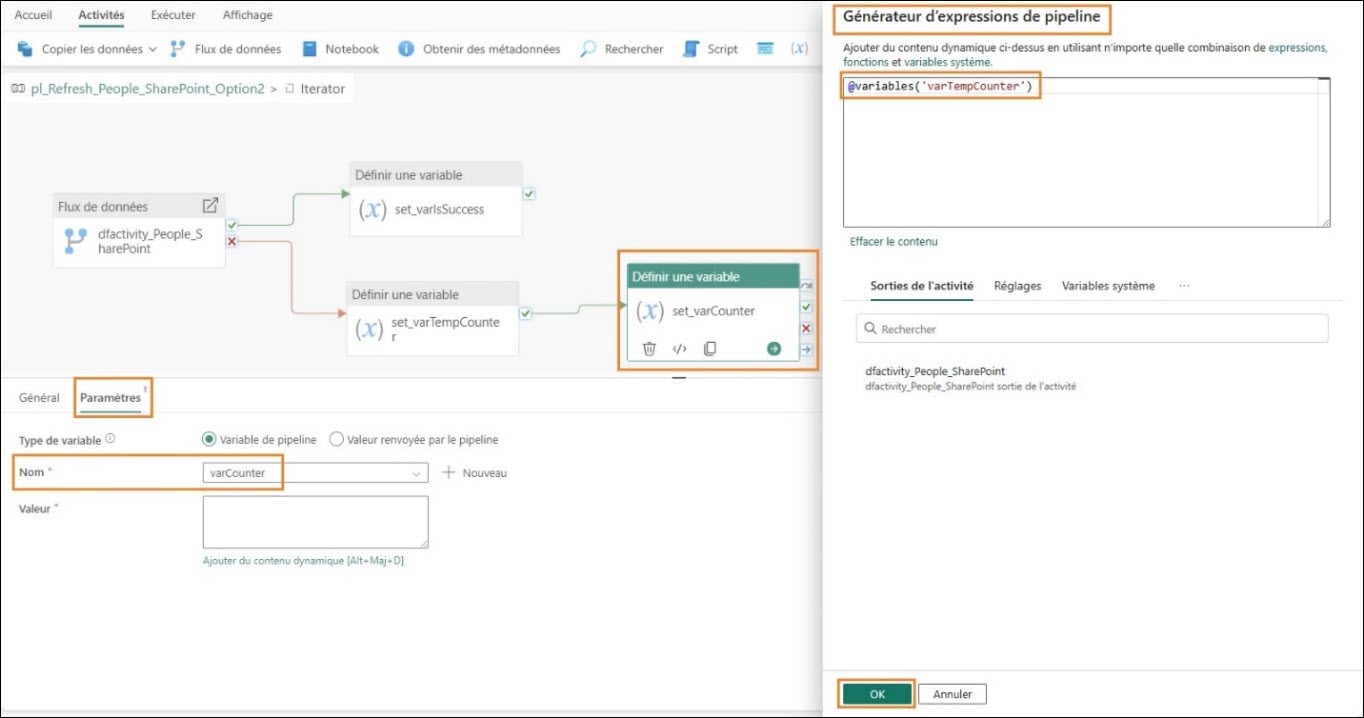 Accueil Activités Exécuter Affichage
Copier les données Flux de données Notebook Obtenir des métadonnées Rechercher Script (x)
pl_Refresh_People_SharePoint_Option2 > Iterator
Flux de données
dfactivity_People_S
harePoint
Définir une variable
(x) set_varIsSuccess
Définir une variable
(x) set_varTempCounte
r
Définir une variable
(x) set_varCounter
</>
Général Paramètres 1
Type de variable Variable de pipeline Valeur renvoyée par le pipeline
Nom * varCounter + Nouveau
Valeur *
Ajouter du contenu dynamique [Alt+Maj+D]
Générateur d'expressions de pipeline
Ajouter du contenu dynamique ci-dessus en utilisant n'importe quelle combinaison de expressions,
fonctions et variables système.
@variables('varTempCounter')
Effacer le contenu
Sorties de l'activité Réglages Variables système ...
Rechercher
dfactivity_People_SharePoint
dfactivity_People_SharePoint sortie de l'activité
OK Annuler